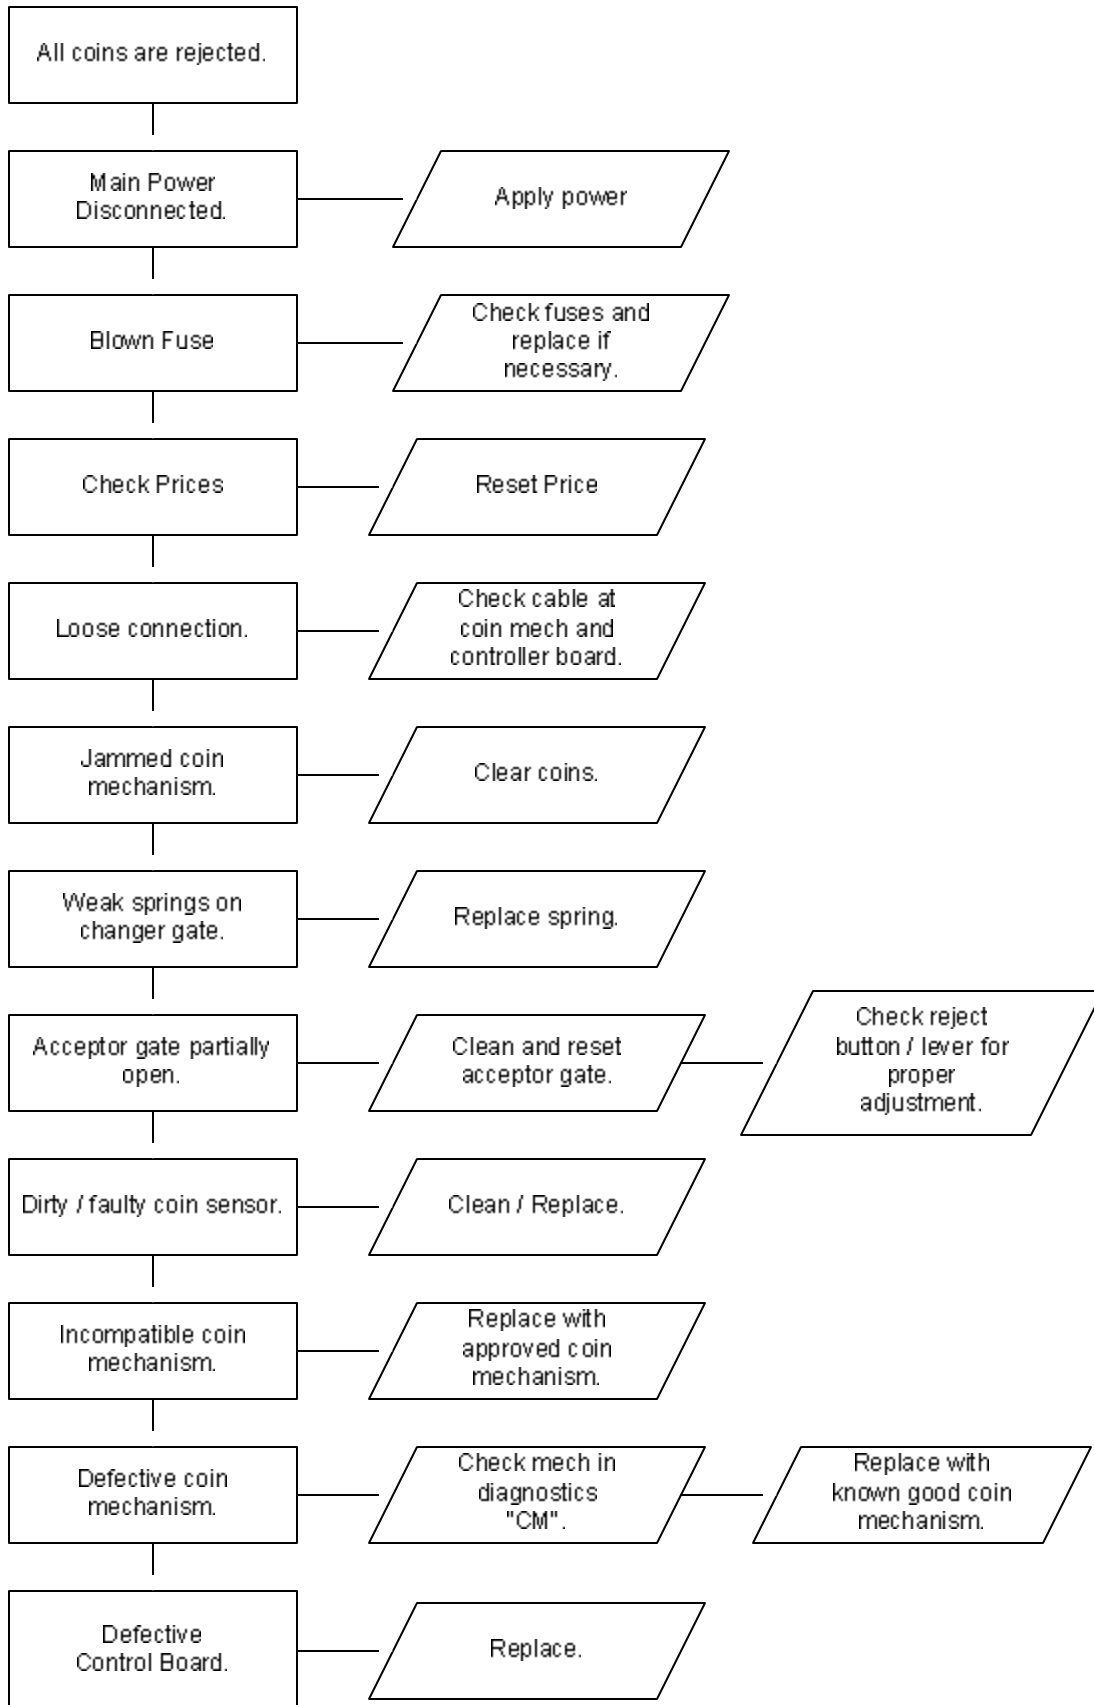 All coins are rejected.
Main Power
Disconnected.
Apply power
Blown Fuse
Check fuses and
replace if
necessary.
Check Prices
Reset Price
Loose connection.
Check cable at
coin mech and
controller board.
Jammed coin
mechanism.
Clear coins.
Weak springs on
changer gate.
Replace spring.
Acceptor gate partially
open.
Clean and reset
acceptor gate.
Check reject
button / lever for
proper
adjustment.
Dirty / faulty coin sensor.
Clean / Replace.
Incompatible coin
mechanism.
Replace with
approved coin
mechanism.
Defective coin
mechanism.
Check mech in
diagnostics
"CM".
Replace with
known good coin
mechanism.
Defective
Control Board.
Replace.